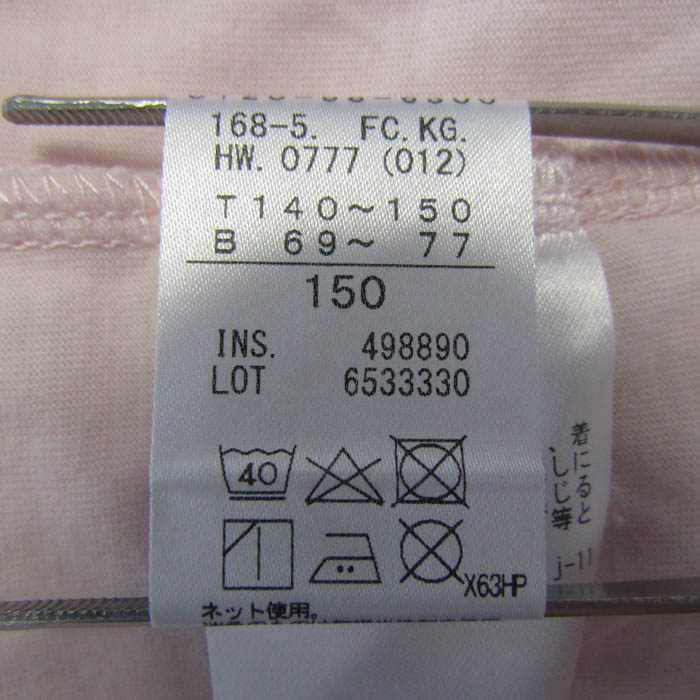 168-5. FC. KG.
HW. 0777 (012)
T 140～150
B 69～ 77
150
INS. 498890
LOT 6533330
40
X63HP
ネット使用。
着にると
しじ等
j-11